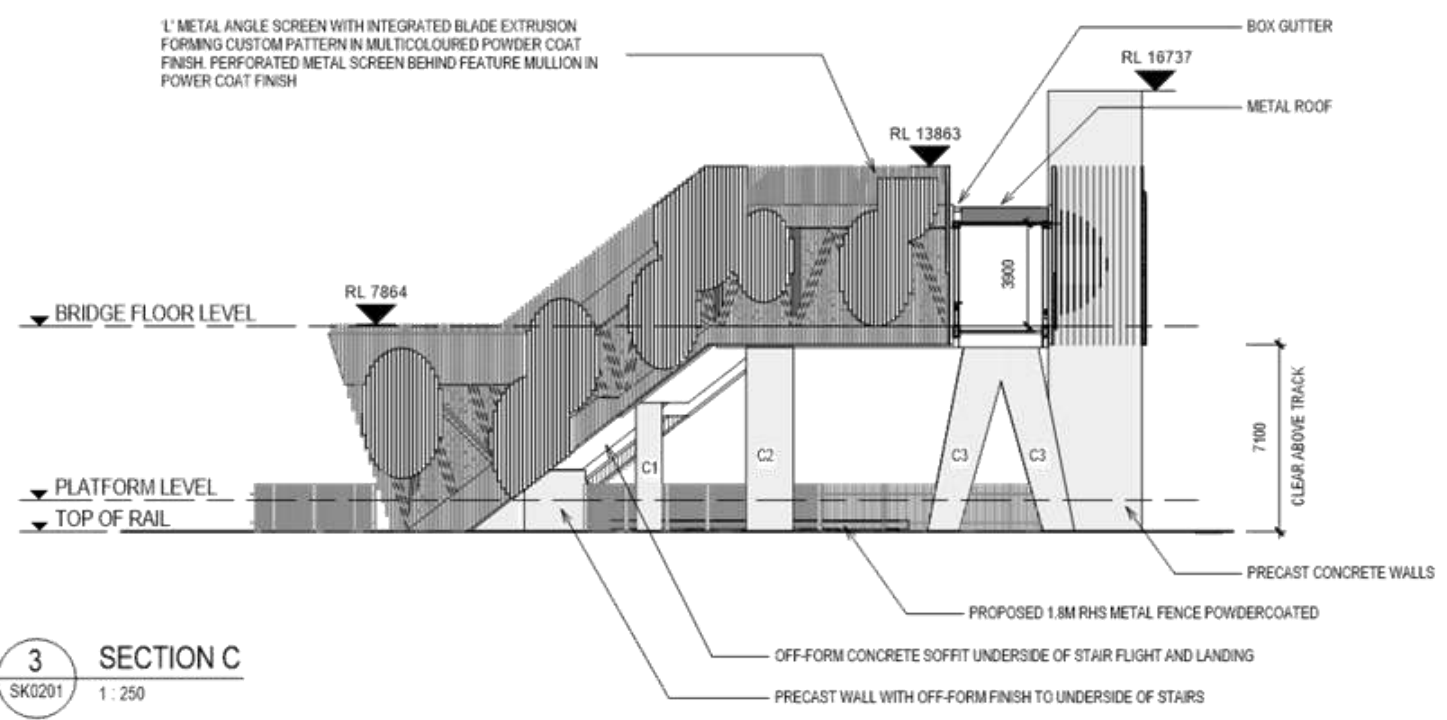 'L' METAL ANGLE SCREEN WITH INTEGRATED BLADE EXTRUSION
FORMING CUSTOM PATTERN IN MULTICOLOURED POWDER COAT
FINISH. PERFORATED METAL SCREEN BEHIND FEATURE MULLION IN
POWER COAT FINISH
BOX GUTTER
RL 16737
METAL ROOF
RL 13863
3900
RL 7864
BRIDGE FLOOR LEVEL
7100
CLEAR ABOVE TRACK
C1
C2
C3
C3
PLATFORM LEVEL
TOP OF RAIL
PRECAST CONCRETE WALLS
PROPOSED 1.8M RHS METAL FENCE POWDERCOATED
OFF-FORM CONCRETE SOFFIT UNDERSIDE OF STAIR FLIGHT AND LANDING
PRECAST WALL WITH OFF-FORM FINISH TO UNDERSIDE OF STAIRS
3
SK0201
SECTION C
1 : 250